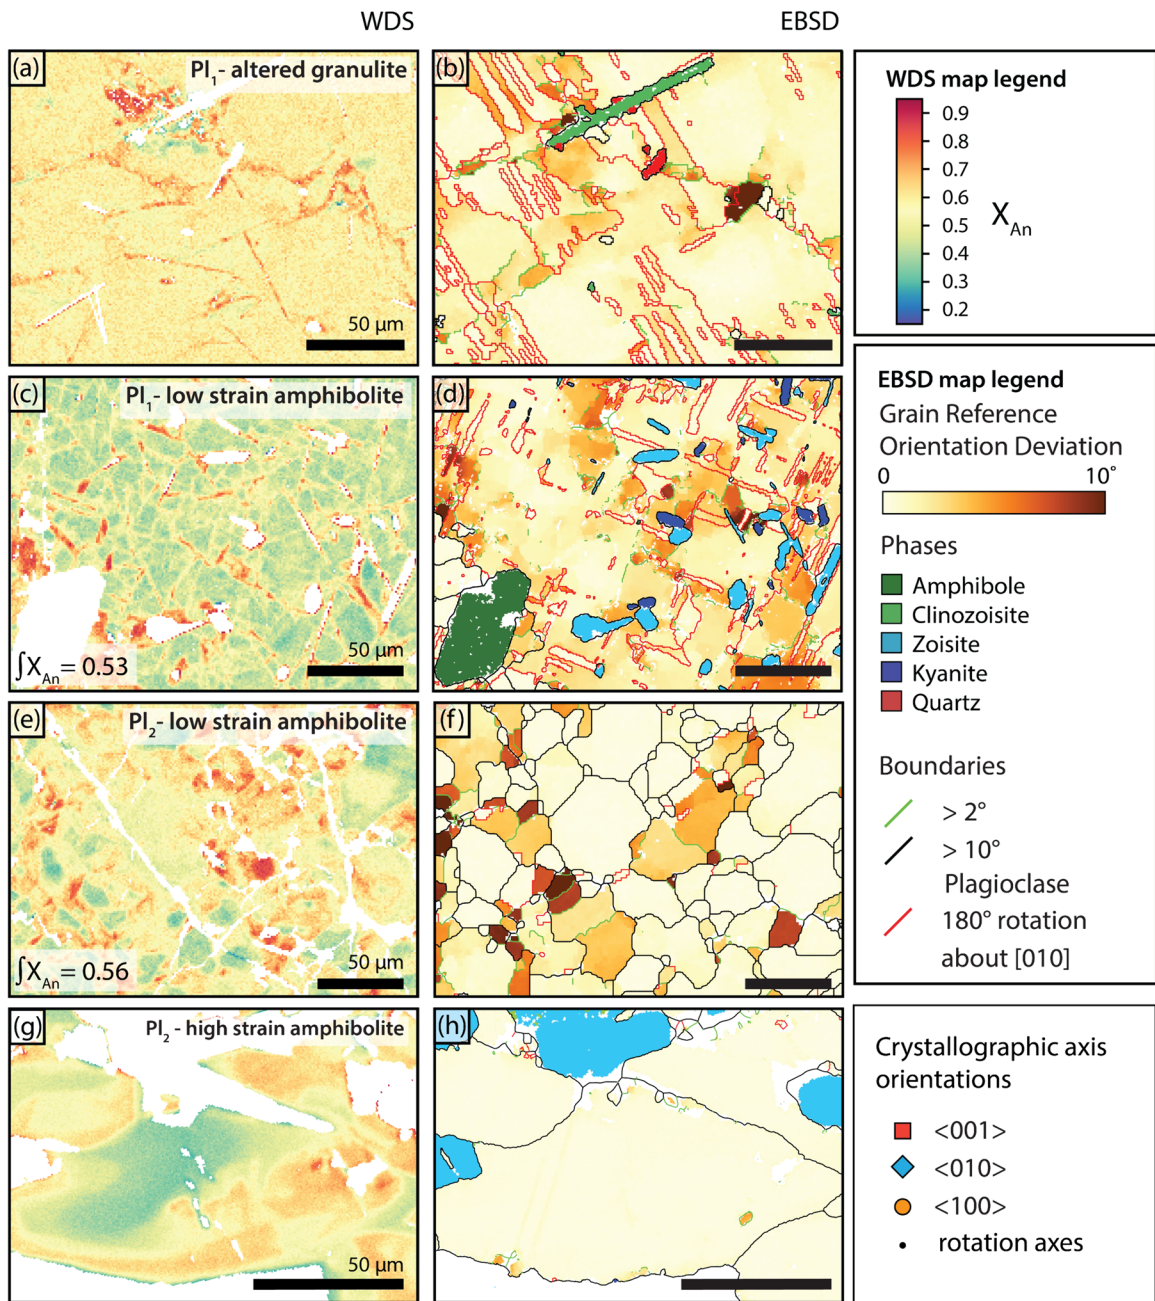 WDS
EBSD
(a)
Pl1- altered granulite
50 µm
(b)
(c)
Pl1- low strain amphibolite
∫XAn = 0.53
50 µm
(d)
(e)
Pl2- low strain amphibolite
∫XAn = 0.56
50 µm
(f)
(g)
Pl2 - high strain amphibolite
50 µm
(h)
WDS map legend
0.9
0.8
0.7
0.6
0.5
0.4
0.3
0.2
XAn
EBSD map legend
Grain Reference
Orientation Deviation
0 10°
Phases
Amphibole
Clinozoisite
Zoisite
Kyanite
Quartz
Boundaries
> 2°
> 10°
Plagioclase
180° rotation
about [010]
Crystallographic axis
orientations
<001>
<010>
<100>
rotation axes